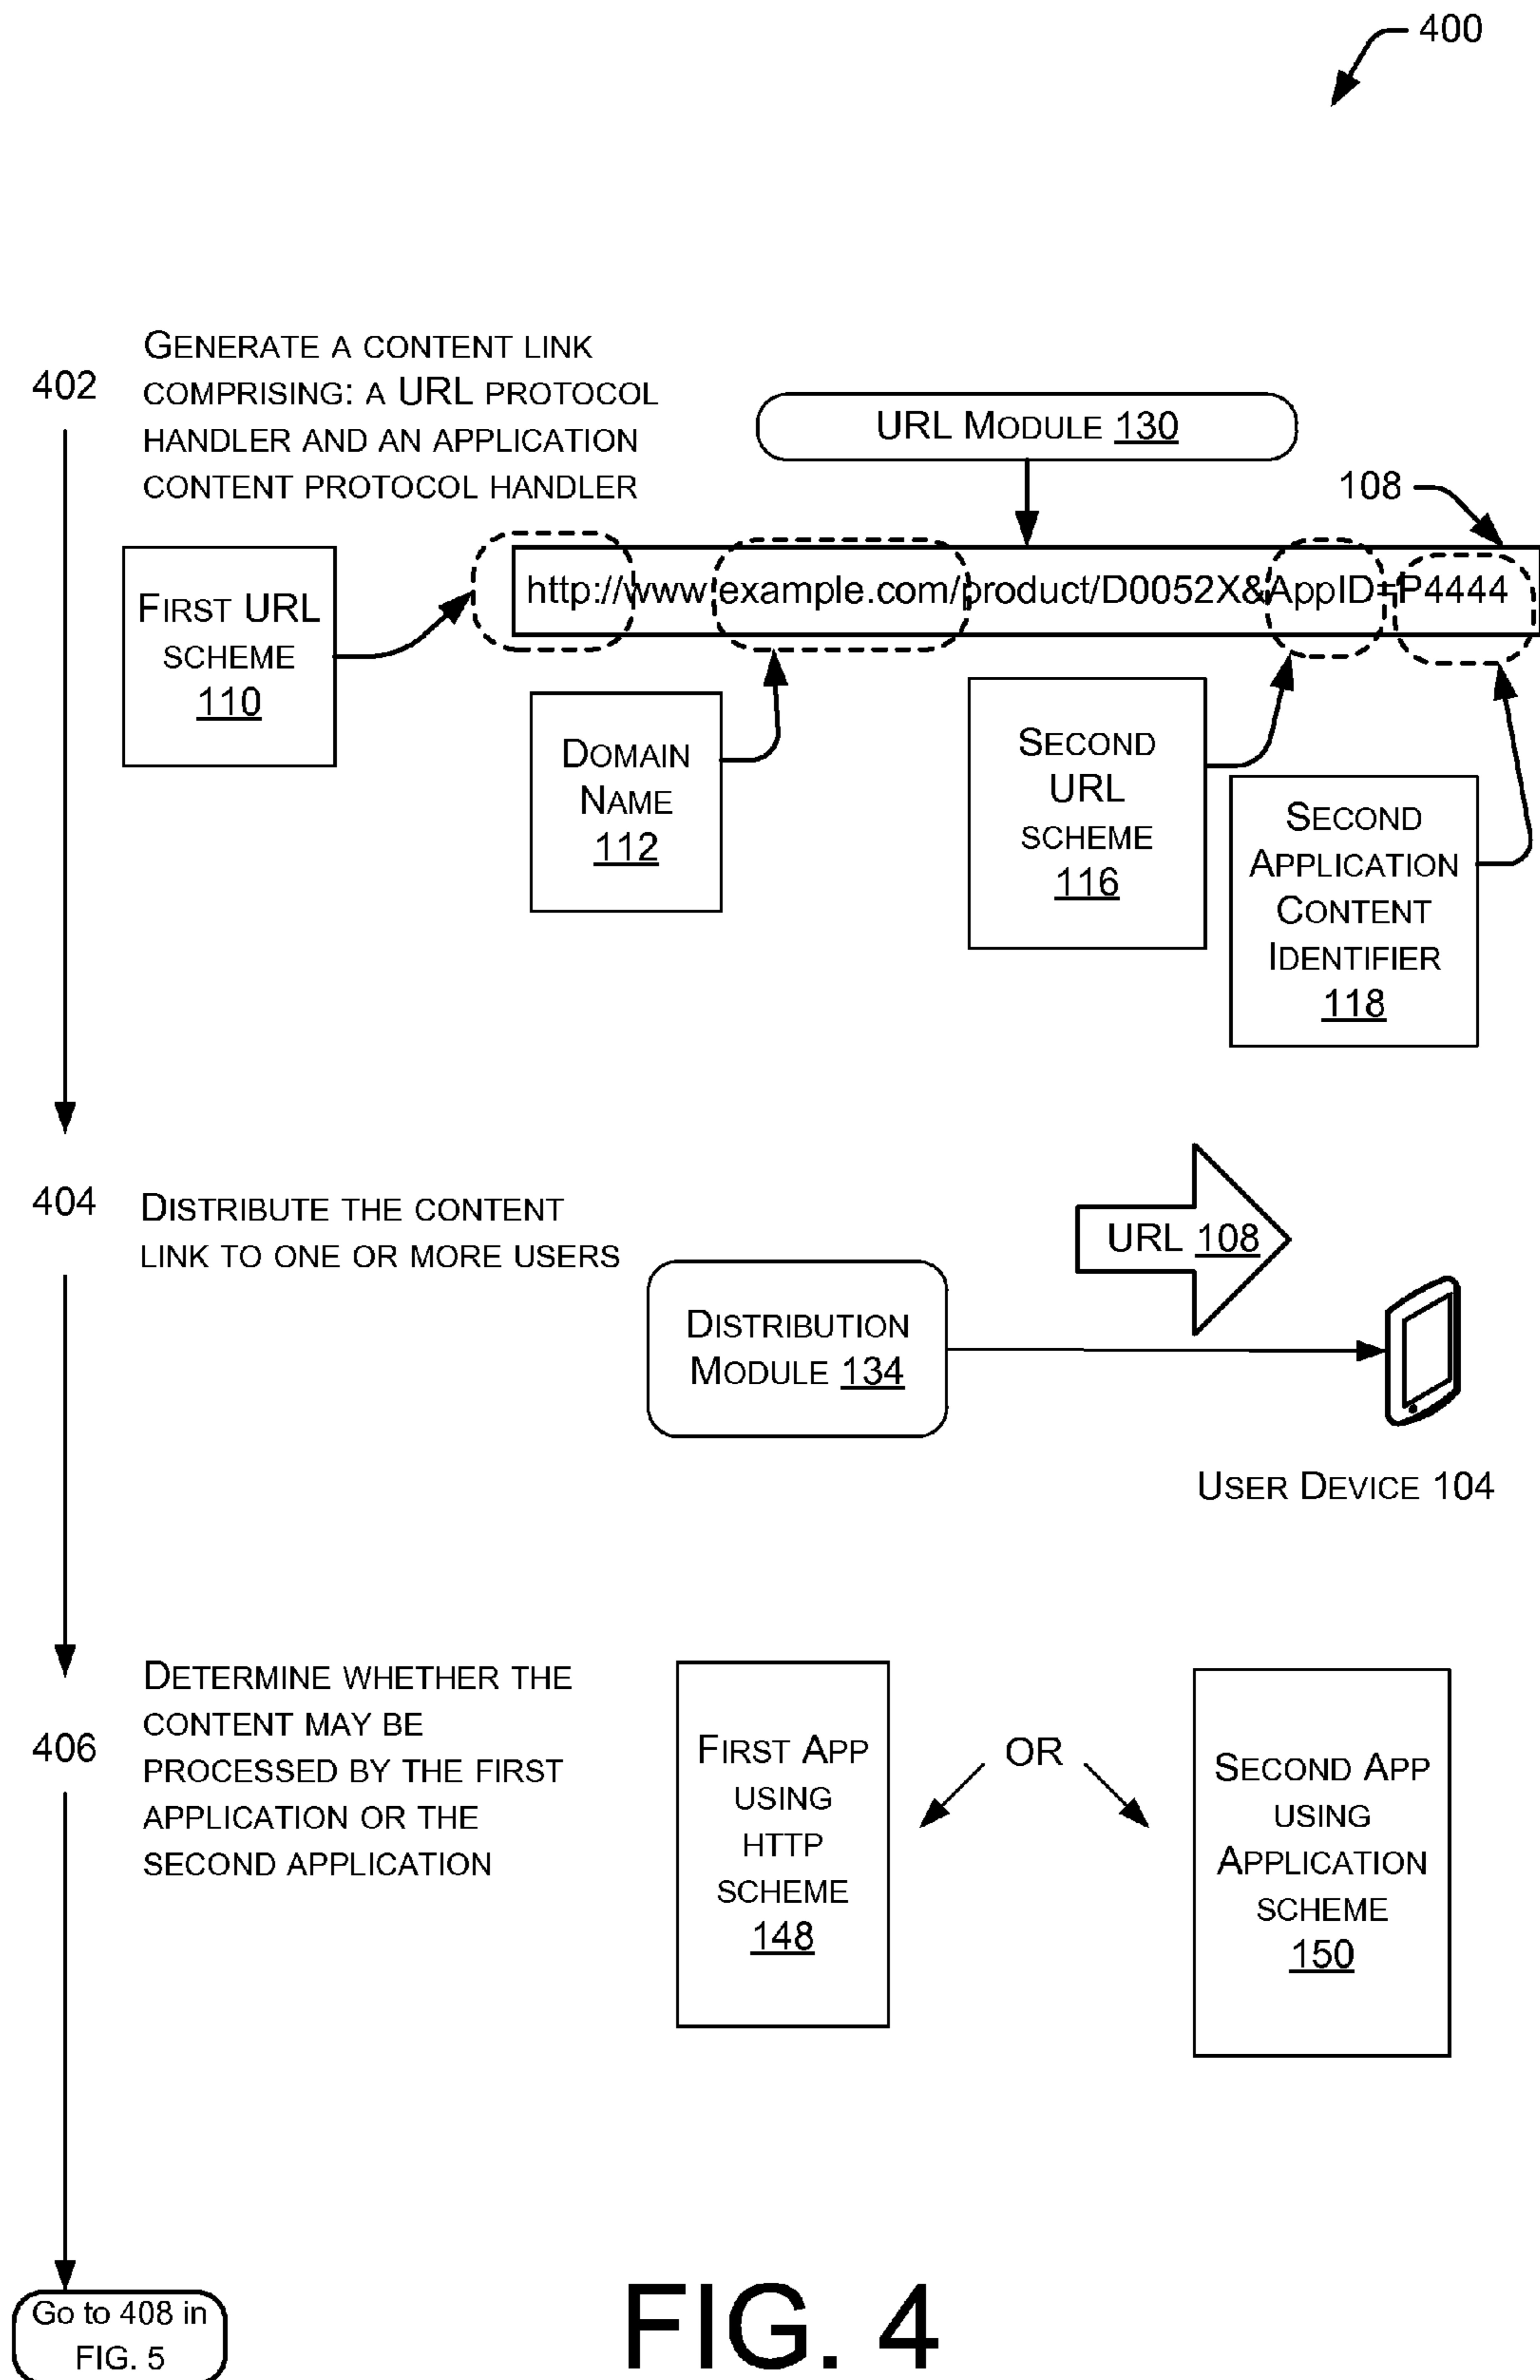 400
402
GENERATE A CONTENT LINK
COMPRISING: A URL PROTOCOL
HANDLER AND AN APPLICATION
CONTENT PROTOCOL HANDLER
URL MODULE 130
108
http://www.example.com/product/D0052X&AppID=P4444
FIRST URL
SCHEME
110
DOMAIN
NAME
112
SECOND
URL
SCHEME
116
SECOND
APPLICATION
CONTENT
IDENTIFIER
118
404
DISTRIBUTE THE CONTENT
LINK TO ONE OR MORE USERS
URL 108
DISTRIBUTION
MODULE 134
USER DEVICE 104
406
DETERMINE WHETHER THE
CONTENT MAY BE
PROCESSED BY THE FIRST
APPLICATION OR THE
SECOND APPLICATION
FIRST APP
USING
HTTP
SCHEME
148
OR
SECOND APP
USING
APPLICATION
SCHEME
150
Go to 408 in
FIG. 5
FIG. 4